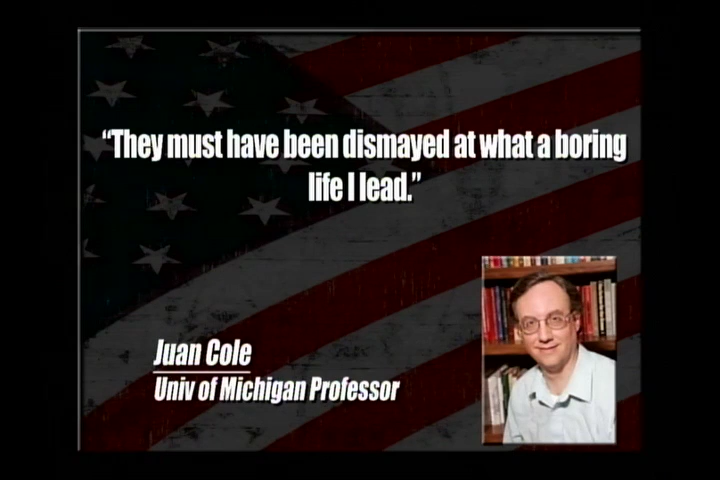 “They must have been dismayed at what a boring
life I lead.”
Juan Cole
Univ of Michigan Professor